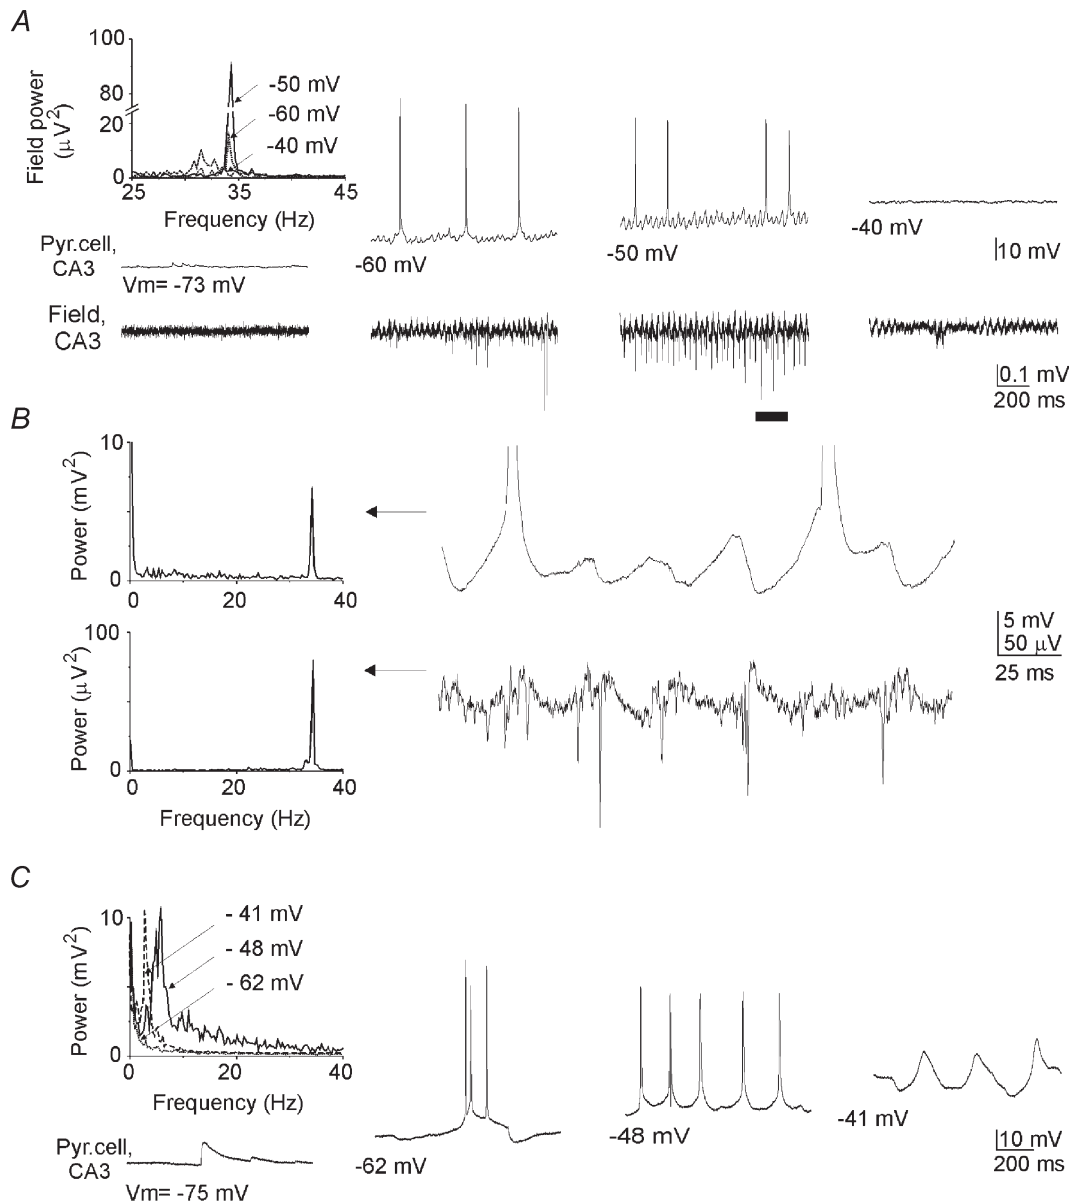 A
100
80
20
0
Field power
(μV²)
-50 mV
-60 mV
-40 mV
25 35 45
Frequency (Hz)
Pyr.cell,
CA3
Vm= -73 mV
-60 mV
-50 mV
-40 mV
10 mV
Field,
CA3
0.1 mV
200 ms
B
10
0
Power (mV²)
0 20 40
100
0
Power (μV²)
0 20 40
Frequency (Hz)
5 mV
50 μV
25 ms
C
10
0
Power (mV²)
- 41 mV
- 48 mV
- 62 mV
0 20 40
Frequency (Hz)
Pyr.cell,
CA3
Vm= -75 mV
-62 mV
-48 mV
-41 mV
10 mV
200 ms